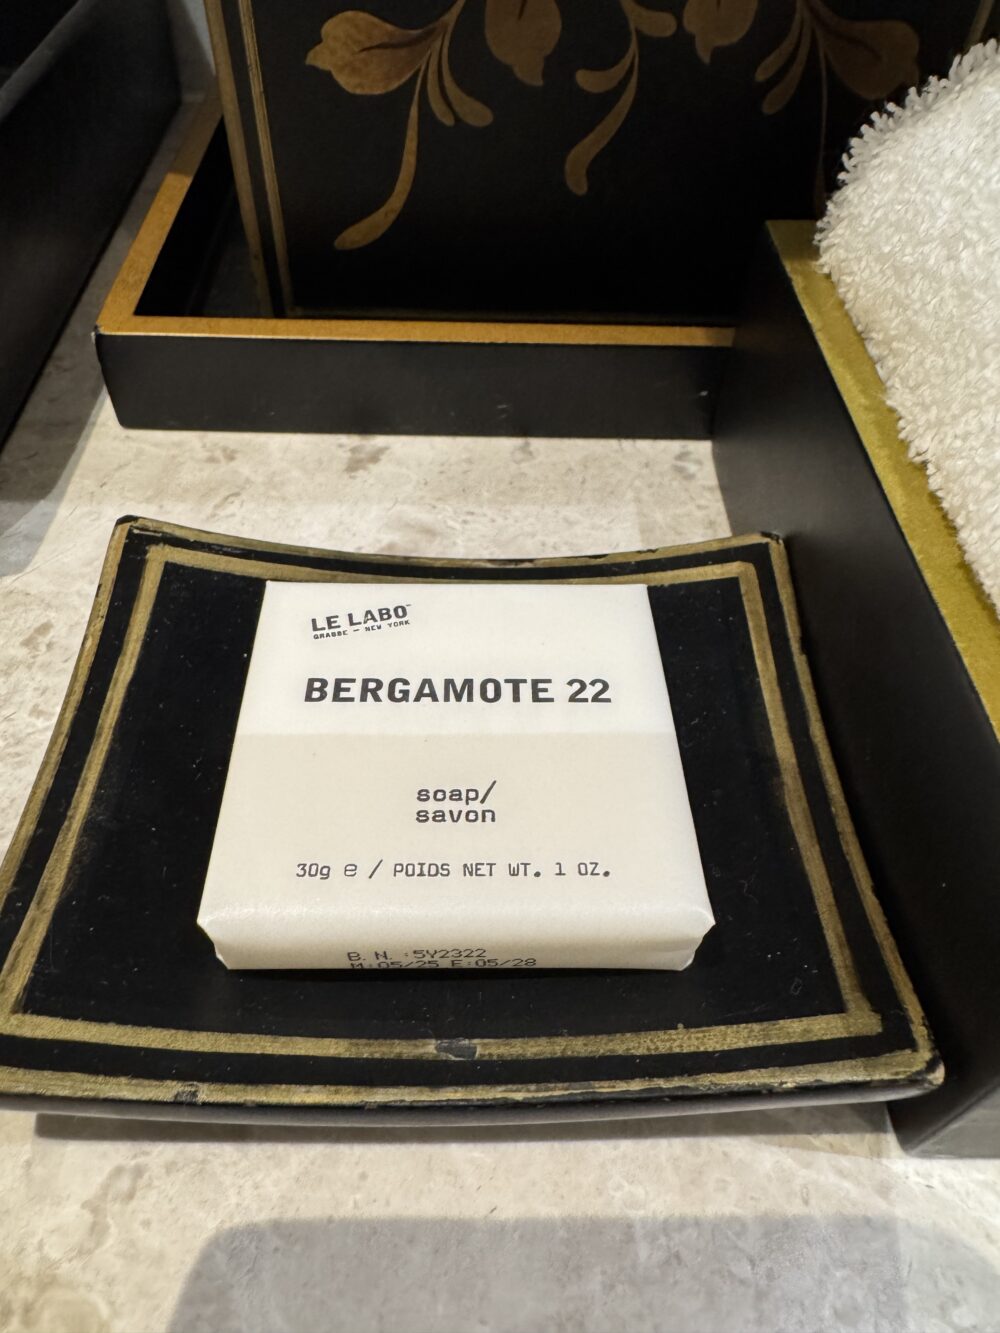 LE LABO
GRASSE — NEW YORK
BERGAMOTE 22
soap/
savon
30g e / POIDS NET WT. 1 OZ.
B. N. :5Y2322
M:05/25 E:05/28